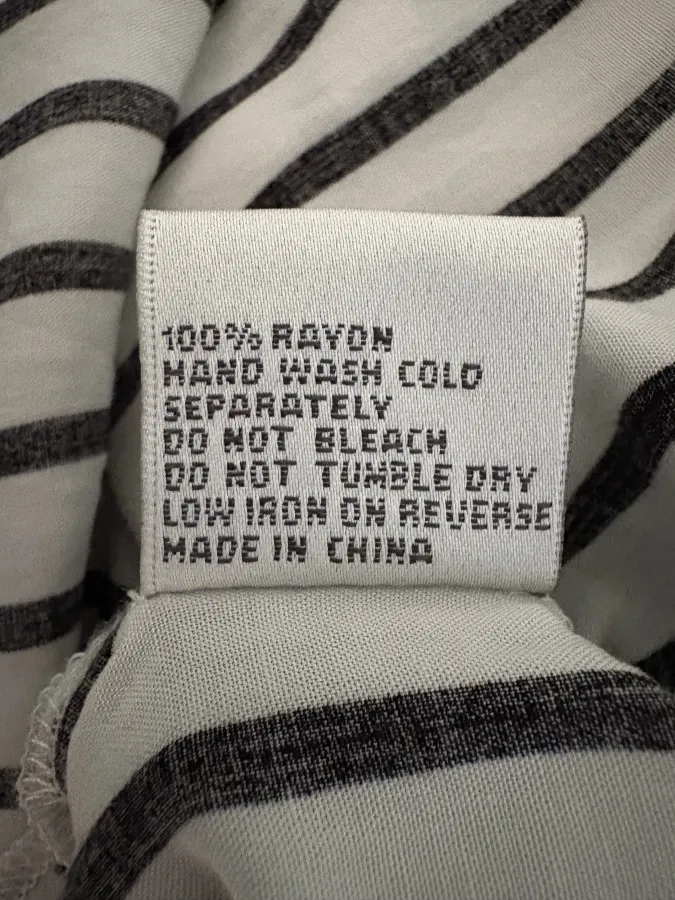 100% RAYON
HAND WASH COLD
SEPARATELY
DO NOT BLEACH
DO NOT TUMBLE DRY
LOW IRON ON REVERSE
MADE IN CHINA